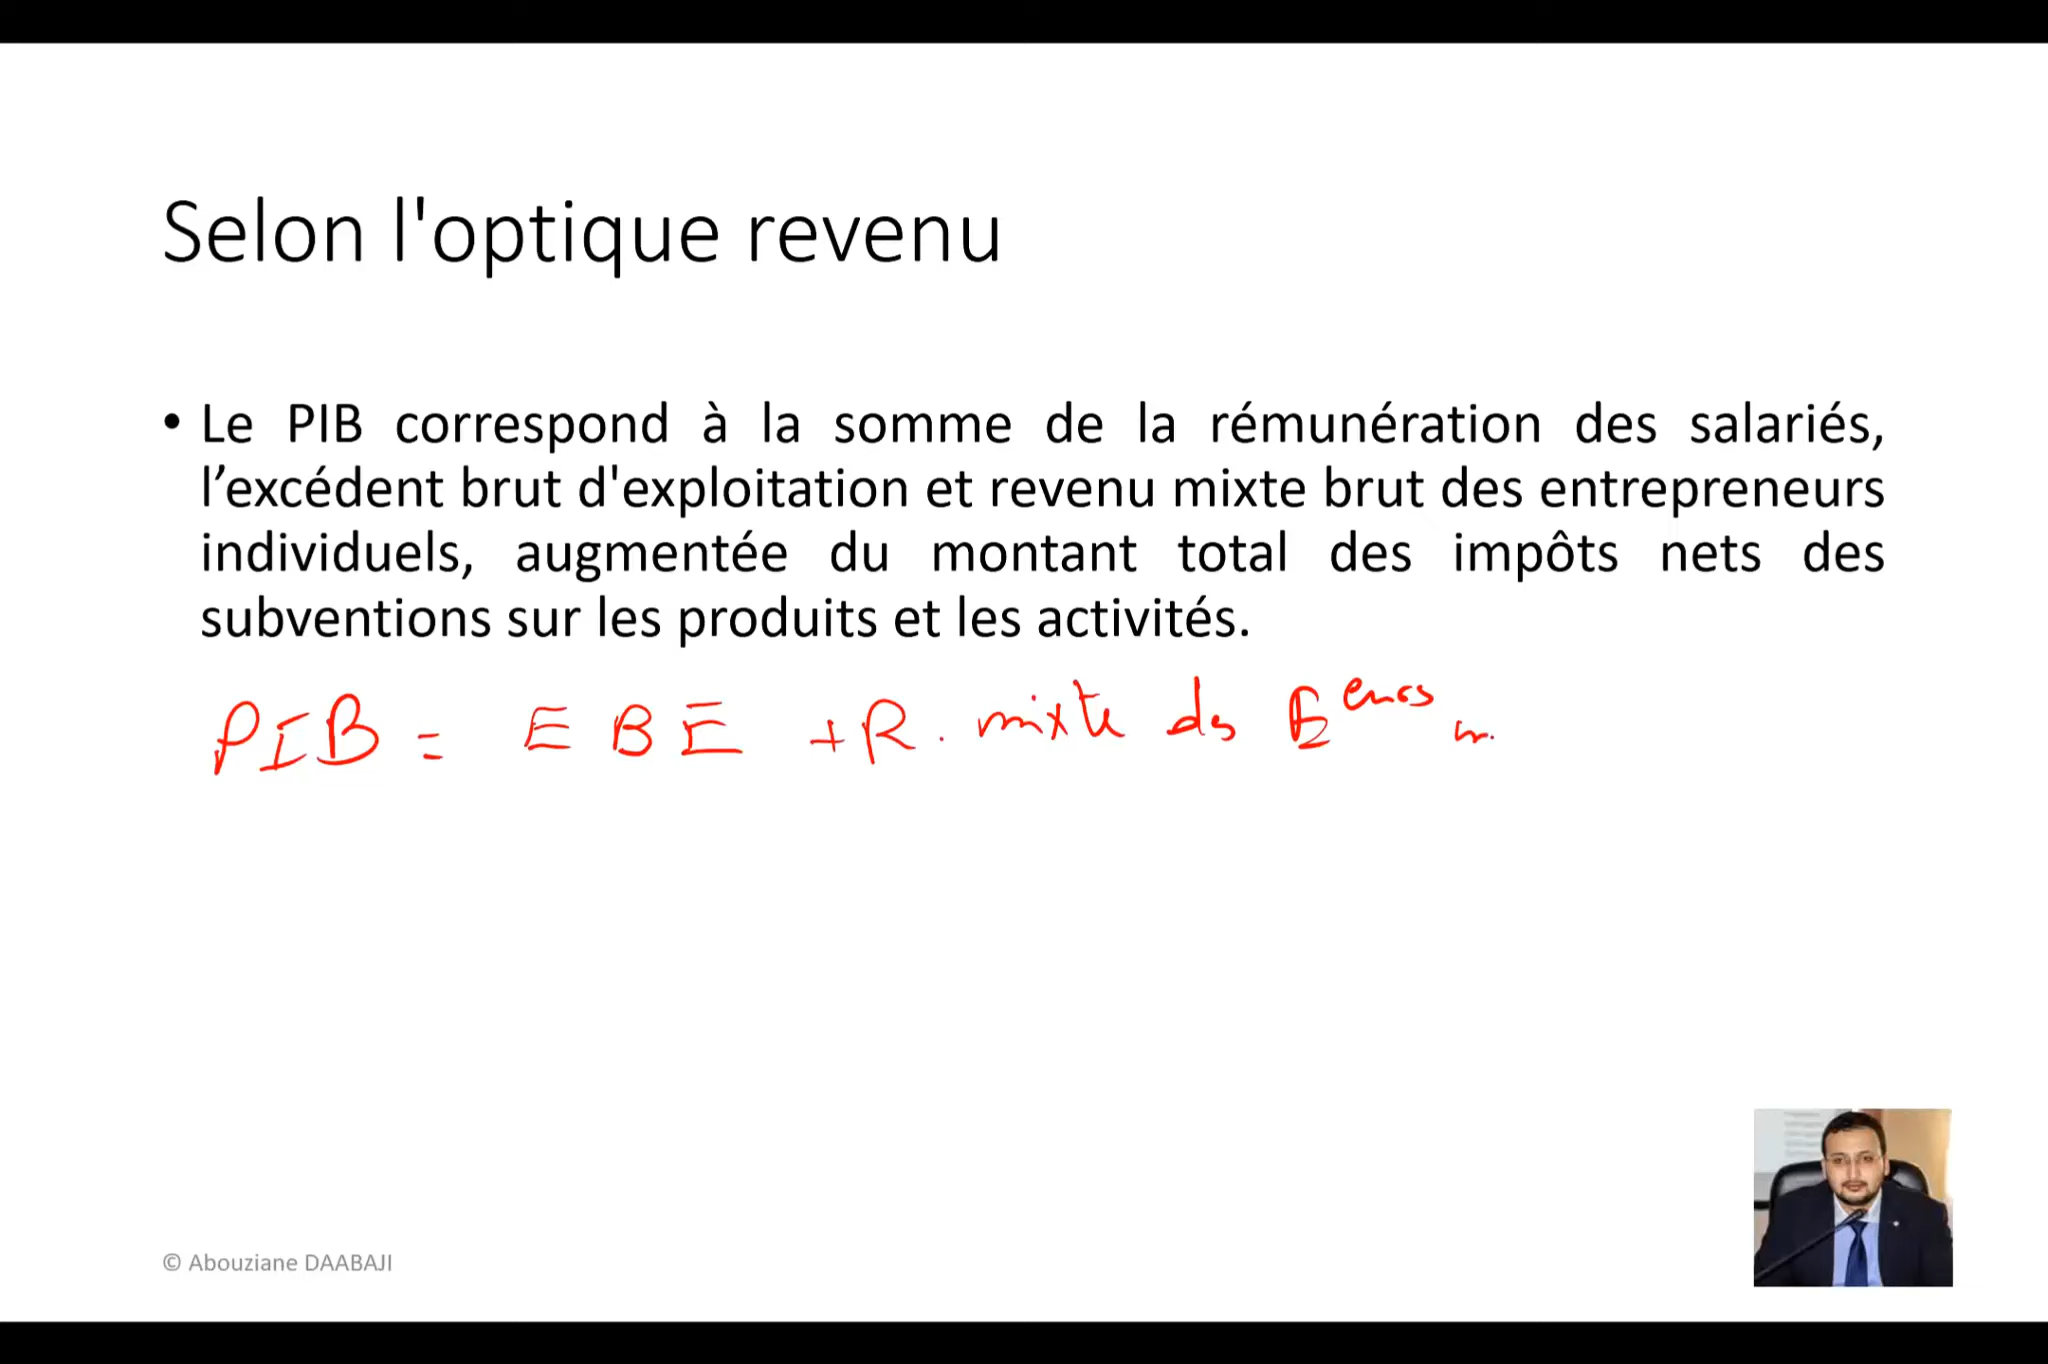 Selon l'optique revenu
• Le PIB correspond à la somme de la rémunération des salariés,
l’excédent brut d'exploitation et revenu mixte brut des entrepreneurs
individuels, augmentée du montant total des impôts nets des
subventions sur les produits et les activités.
PIB = EBE + R. mixte des
© Abouziane DAABAJI